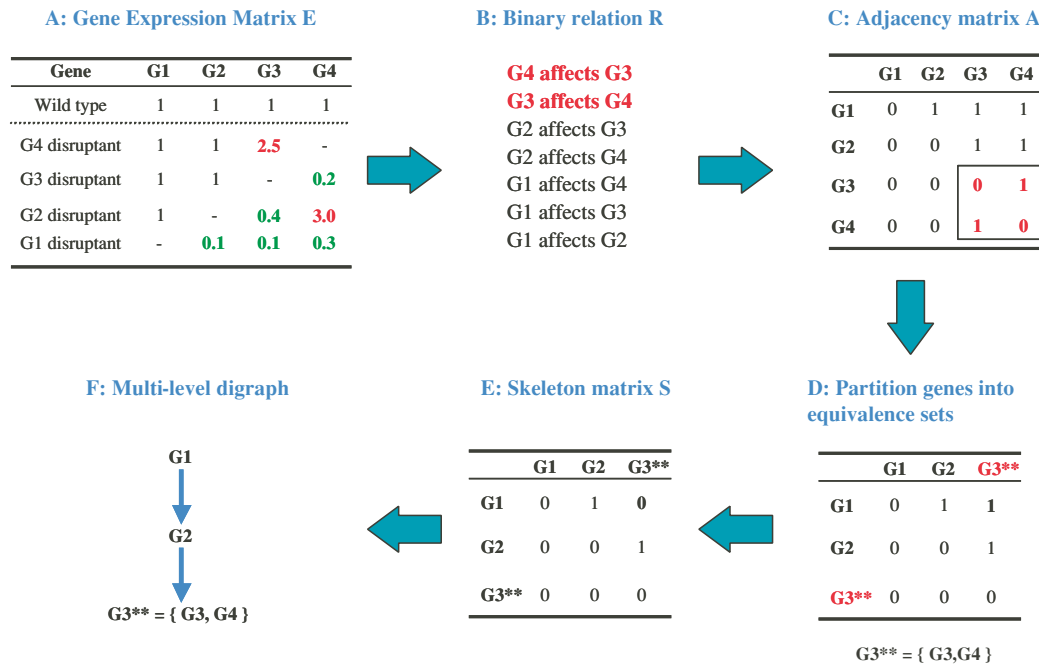 A: Gene Expression Matrix E
Gene G1 G2 G3 G4
Wild type 1 1 1 1
G4 disruptant 1 1 2.5 -
G3 disruptant 1 1 - 0.2
G2 disruptant 1 - 0.4 3.0
G1 disruptant - 0.1 0.1 0.3
B: Binary relation R
G4 affects G3
G3 affects G4
G2 affects G3
G2 affects G4
G1 affects G4
G1 affects G3
G1 affects G2
C: Adjacency matrix A
G1 G2 G3 G4
G1 0 1 1 1
G2 0 0 1 1
G3 0 0 0 1
G4 0 0 1 0
F: Multi-level digraph
G1
G2
G3** = { G3, G4 }
E: Skeleton matrix S
G1 G2 G3**
G1 0 1 0
G2 0 0 1
G3** 0 0 0
D: Partition genes into
equivalence sets
G1 G2 G3**
G1 0 1 1
G2 0 0 1
G3** 0 0 0
G3** = { G3,G4 }